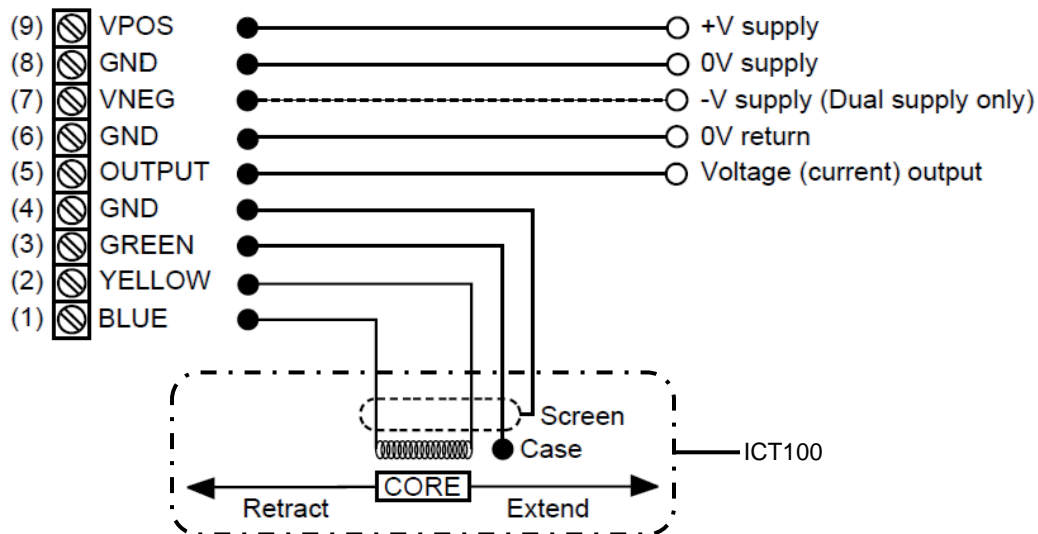 (9) VPOS +V supply
(8) GND 0V supply
(7) VNEG -V supply (Dual supply only)
(6) GND 0V return
(5) OUTPUT Voltage (current) output
(4) GND
(3) GREEN
(2) YELLOW
(1) BLUE
Screen
Case
ICT100
CORE
Retract Extend